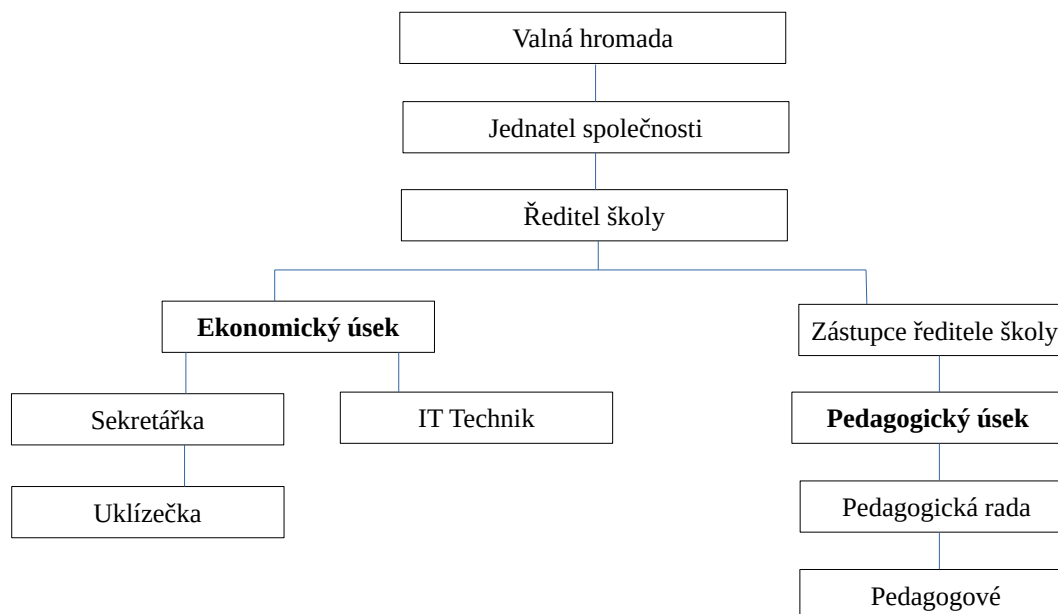 Valná hromada
Jednatel společnosti
Ředitel školy
Ekonomický úsek
Zástupce ředitele školy
Sekretářka
IT Technik
Pedagogický úsek
Uklízečka
Pedagogická rada
Pedagogové